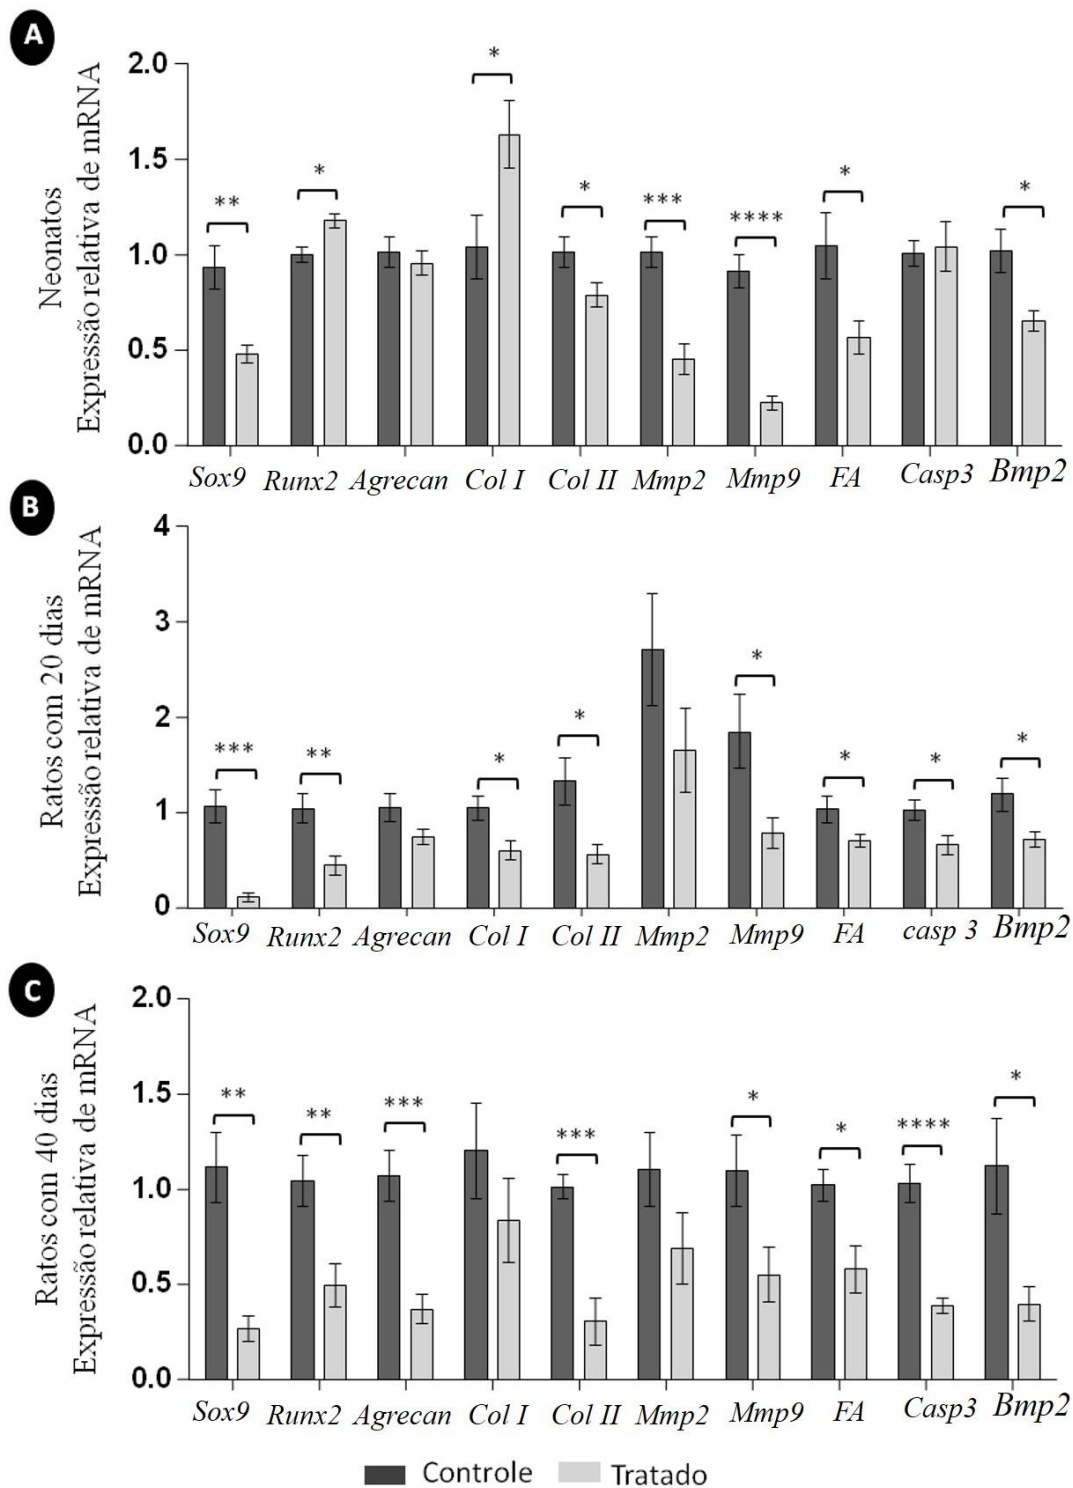 A
Neonatos
Expressão relativa de mRNA
2.0
1.5
1.0
0.5
0.0
** * * * *** **** * *
Sox9 Runx2 Agrecan Col I Col II Mmp2 Mmp9 FA Casp3 Bmp2
B
Ratos com 20 dias
Expressão relativa de mRNA
4
3
2
1
0
*** ** * * * * * *
Sox9 Runx2 Agrecan Col I Col II Mmp2 Mmp9 FA casp 3 Bmp2
C
Ratos com 40 dias
Expressão relativa de mRNA
2.0
1.5
1.0
0.5
0.0
** ** *** *** * * **** *
Sox9 Runx2 Agrecan Col I Col II Mmp2 Mmp9 FA Casp3 Bmp2
Controle Tratado